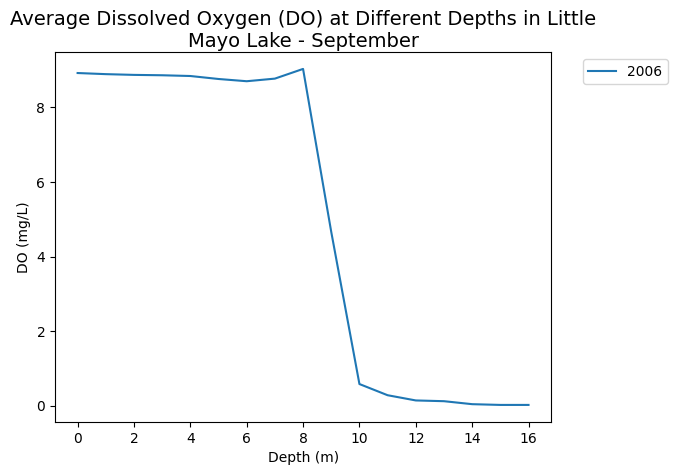 Average Dissolved Oxygen (DO) at Different Depths in Little
Mayo Lake - September
2006
8
6
4
2
0
DO (mg/L)
0 2 4 6 8 10 12 14 16
Depth (m)